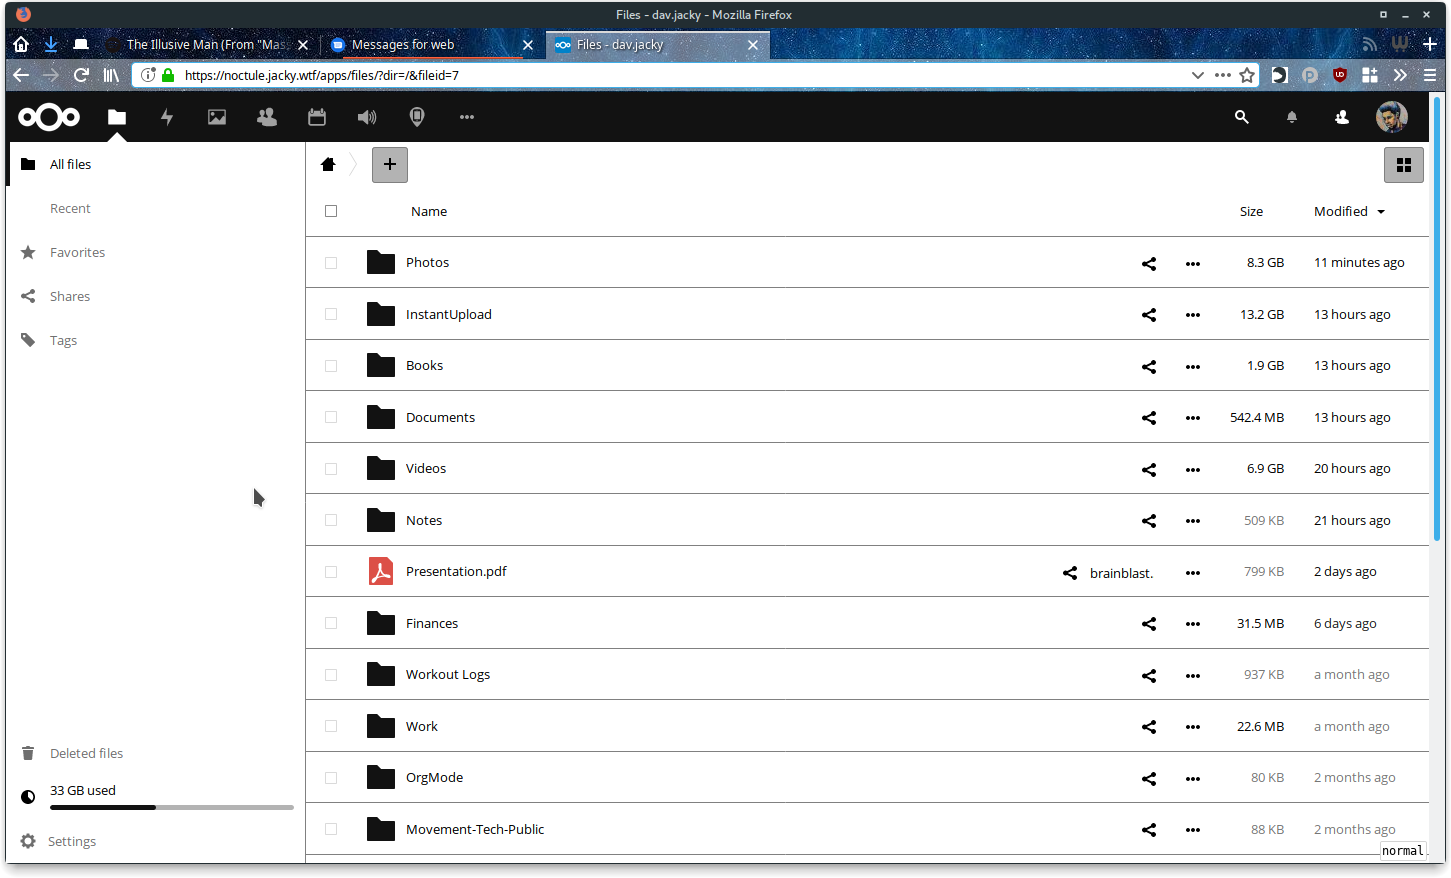 Files - dav.jacky - Mozilla Firefox
The Illusive Man (From "Mas
Messages for web
Files - dav.jacky
https://noctule.jacky.wtf/apps/files/?dir=/&fileid=7
All files
Recent
Favorites
Shares
Tags
Deleted files
33 GB used
Settings
Name Size Modified
Photos 8.3 GB 11 minutes ago
InstantUpload 13.2 GB 13 hours ago
Books 1.9 GB 13 hours ago
Documents 542.4 MB 13 hours ago
Videos 6.9 GB 20 hours ago
Notes 509 KB 21 hours ago
Presentation.pdf brainblast. 799 KB 2 days ago
Finances 31.5 MB 6 days ago
Workout Logs 937 KB a month ago
Work 22.6 MB a month ago
OrgMode 80 KB 2 months ago
Movement-Tech-Public 88 KB 2 months ago
normal